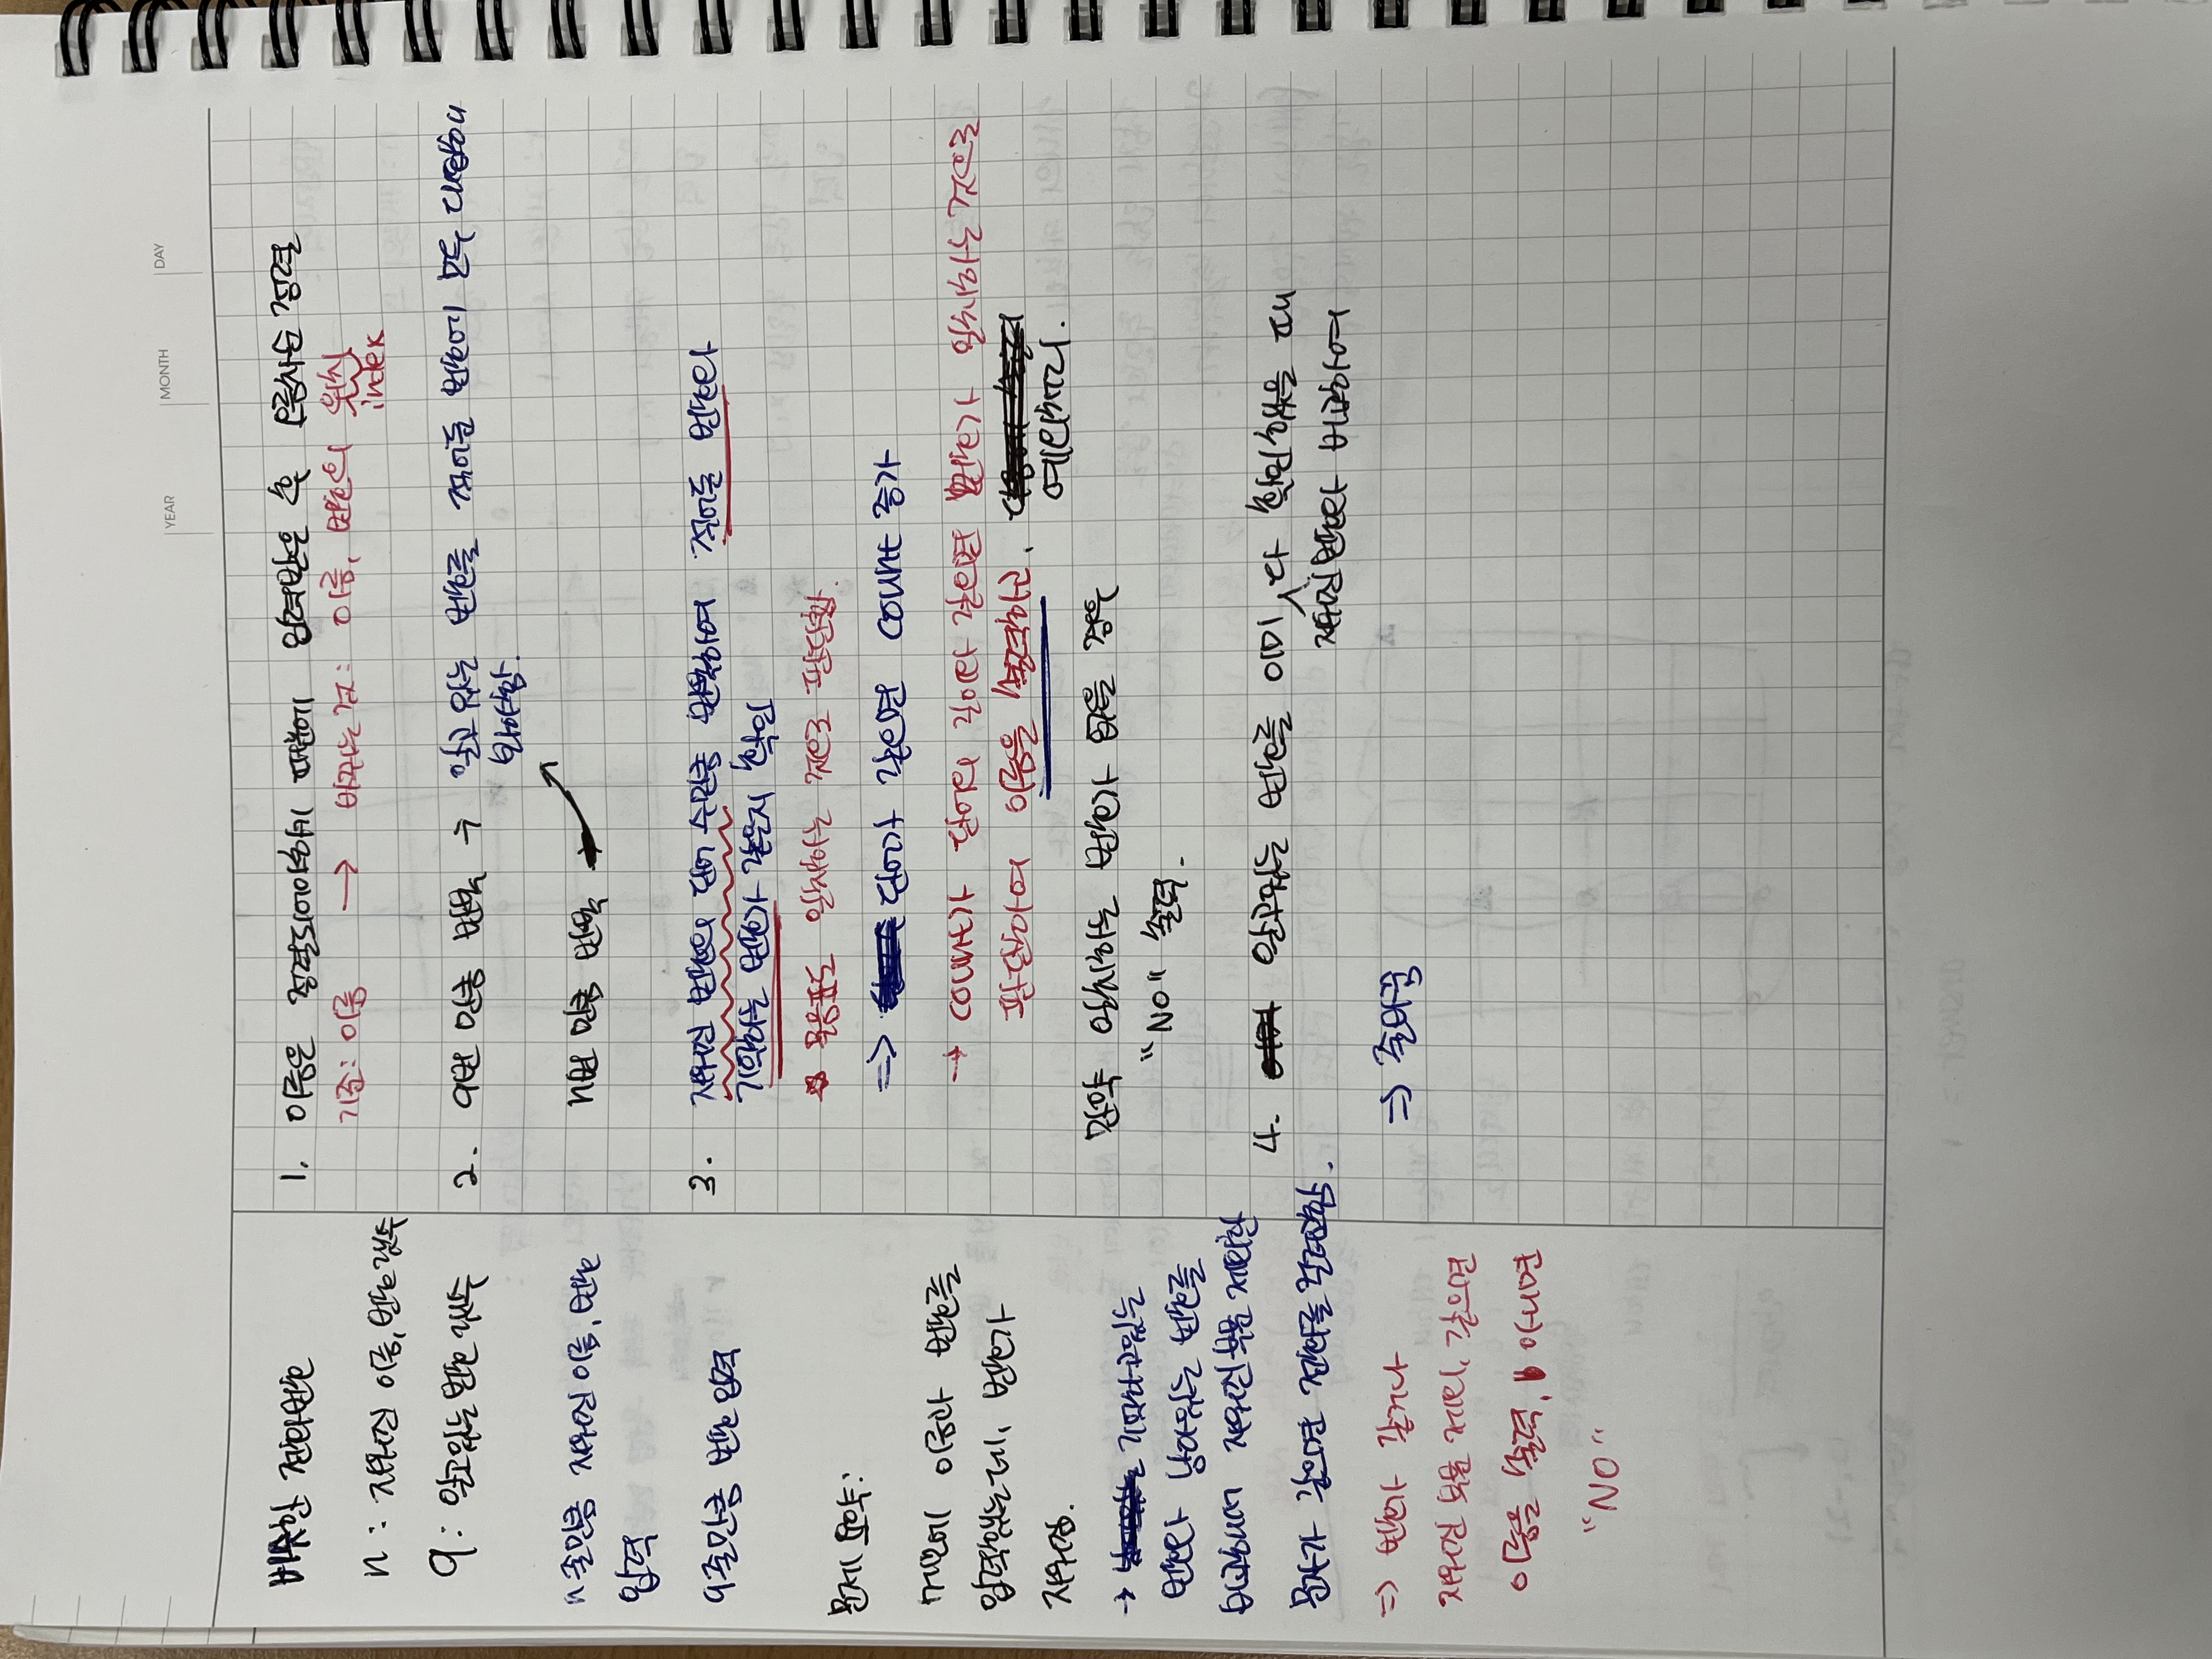 YEAR MONTH DAY
비슷한 전화번호
n : 지워진 이름, 번호 갯수
q : 알고있는 번호 갯수
n줄만큼 지워진 이름, 번호
입력
q줄만큼 번호 입력
문제 요약:
메모에 이름과 번호를
입력했는데, 번호가
지워짐.
→ 기억하고있는
번호와 남아있는 번호를
비교해서 지워진 부분 제외한
문자가 같으면 전화를 걸려고함.
=> 번호가 같거나
지워진 부분 제외, 같으면
이름을 출력, 아니면
"NO"
1. 이름은 정렬되어야하기 때문에 입력받은 후 오름차순 정렬
기준: 이름 → 바꾸는 것: 이름, 번호의 위치
index
2. q번 만큼 반복 → 알고 있는 번호를 적어둔 번호에 모두 대입해
봐야함.
n번 만큼 반복 →
3. 지워진 번호의 단어 수만큼 반복하여 적어둔 번호와
기억하는 번호가 같은지 확인
물음표도 일치하는 것으로 판단함.
=> 단어가 같으면 count 증가
→ count가 단어의 길이와 같으면 번호가 일치하는 것으로
판단하여 이름을 출력하고,
예외처리.
만약 일치하는 번호가 없을 경우
"NO" 출력.
4. 알고있는 번호를 이미 다 확인했을 때
지워진 번호와 비교하여
=> 줄바꿈